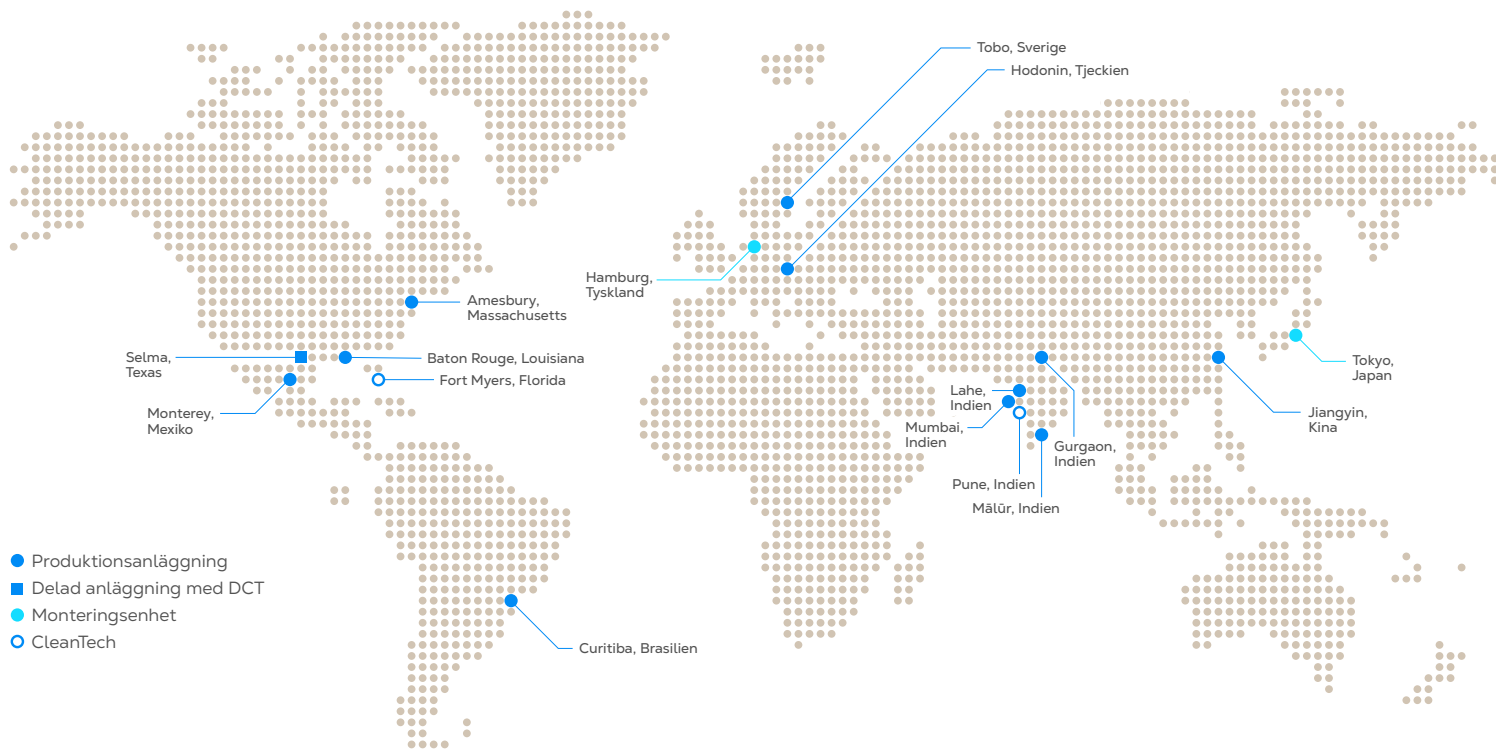 Tobo, Sverige
Hodonin, Tjeckien
Hamburg,
Tyskland
Amesbury,
Massachusetts
Selma,
Texas
Baton Rouge, Louisiana
Fort Myers, Florida
Monterey,
Mexiko
Tokyo,
Japan
Lahe,
Indien
Mumbai,
Indien
Gurgaon,
Indien
Jiangyin,
Kina
Pune, Indien
Mālūr, Indien
Produktionsanläggning
Delad anläggning med DCT
Monteringsenhet
CleanTech
Curitiba, Brasilien